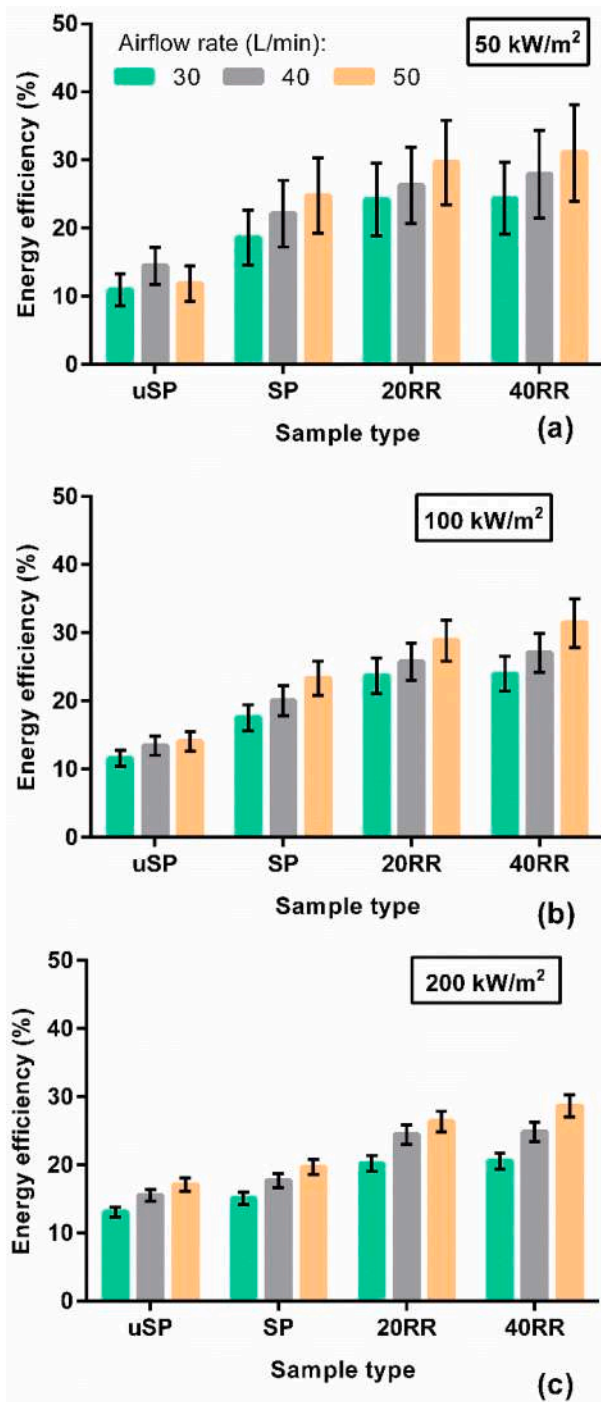 50
40
30
20
10
0
Energy efficiency (%)
Airflow rate (L/min):
30 40 50
50 kW/m²
uSP SP 20RR 40RR
Sample type
(a)
50
40
30
20
10
0
Energy efficiency (%)
100 kW/m²
uSP SP 20RR 40RR
Sample type
(b)
50
40
30
20
10
0
Energy efficiency (%)
200 kW/m²
uSP SP 20RR 40RR
Sample type
(c)